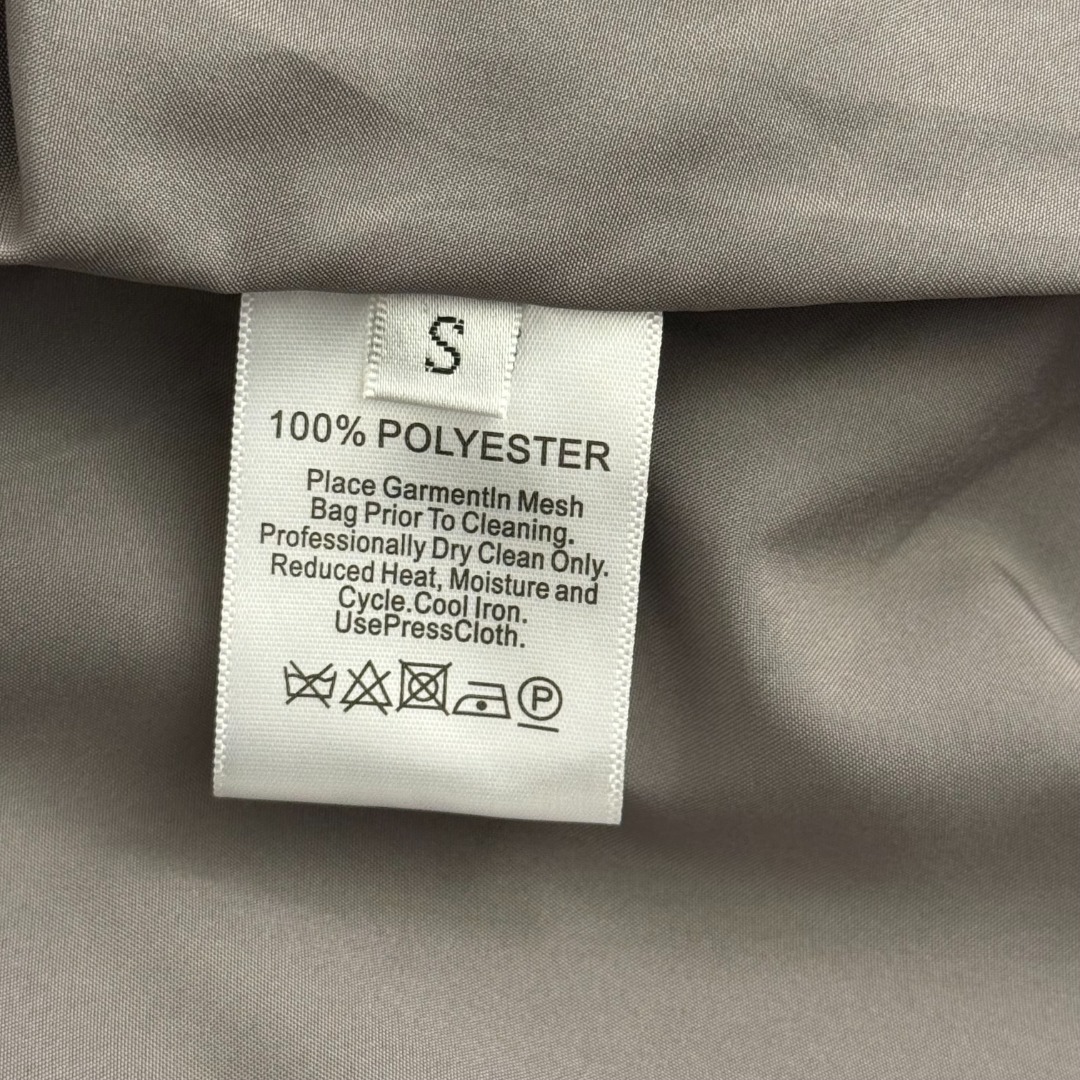 S
100% POLYESTER
Place GarmentIn Mesh
Bag Prior To Cleaning.
Professionally Dry Clean Only.
Reduced Heat, Moisture and
Cycle.Cool Iron.
UsePressCloth.
P